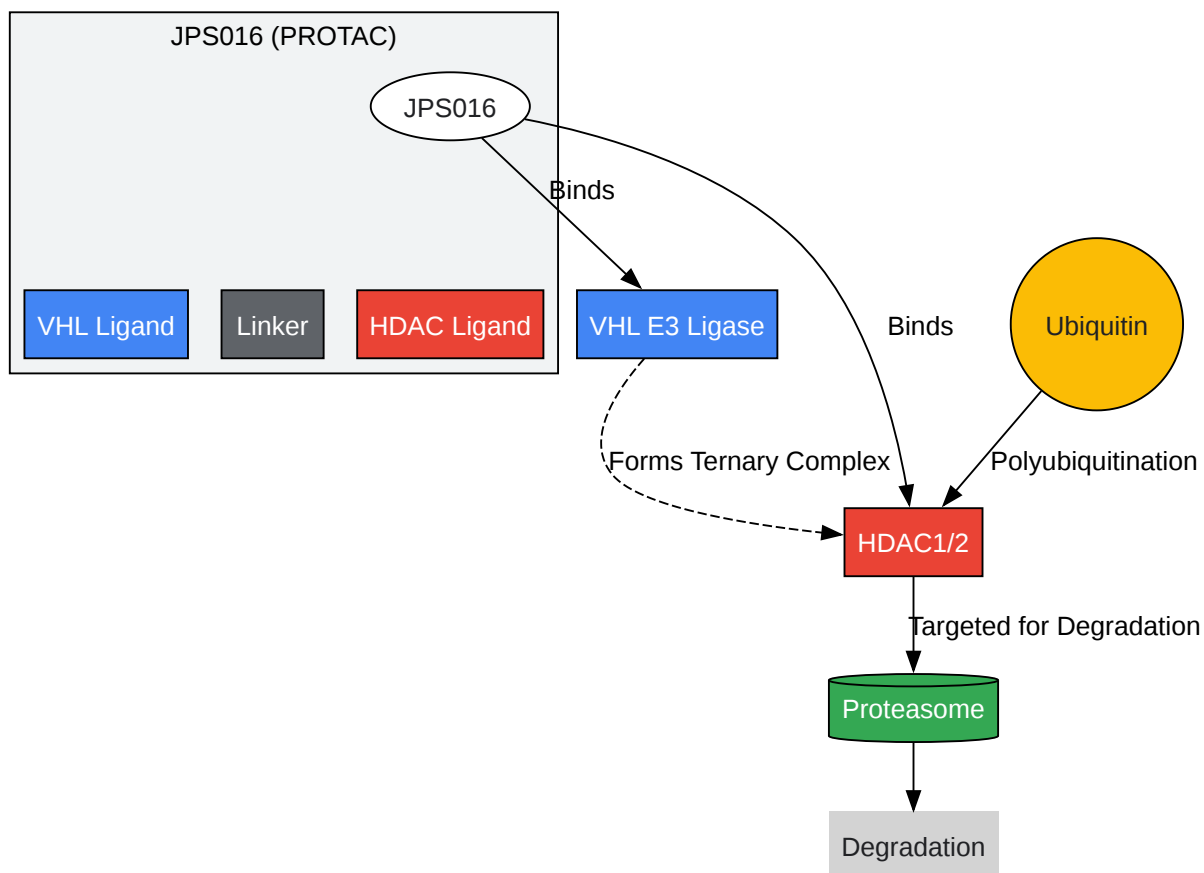 JPS016 (PROTAC)
JPS016
Binds
VHL Ligand
Linker
HDAC Ligand
VHL E3 Ligase
Binds
Ubiquitin
Forms Ternary Complex
Polyubiquitination
HDAC1/2
Targeted for Degradation
Proteasome
Degradation